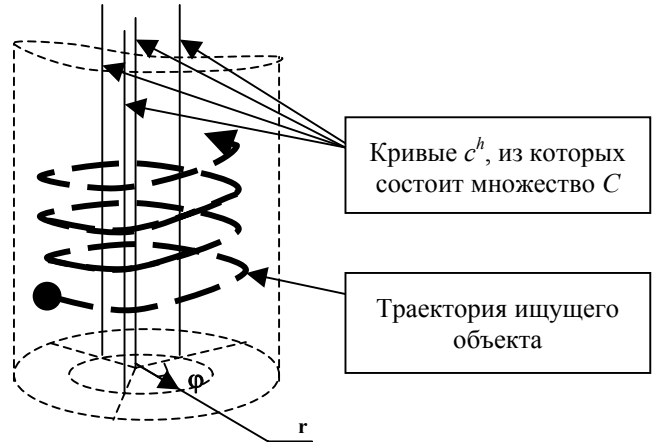 Кривые c^h, из которых
состоит множество C
Траектория ищущего
объекта
φ
r